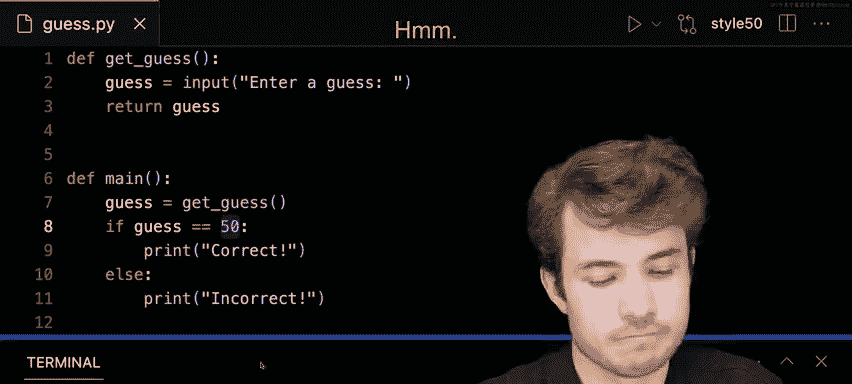 guess.py
Hmm.
style50
1 def get_guess():
2 guess = input("Enter a guess: ")
3 return guess
4
5
6 def main():
7 guess = get_guess()
8 if guess == 50:
9 print("Correct!")
10 else:
11 print("Incorrect!")
12
TERMINAL